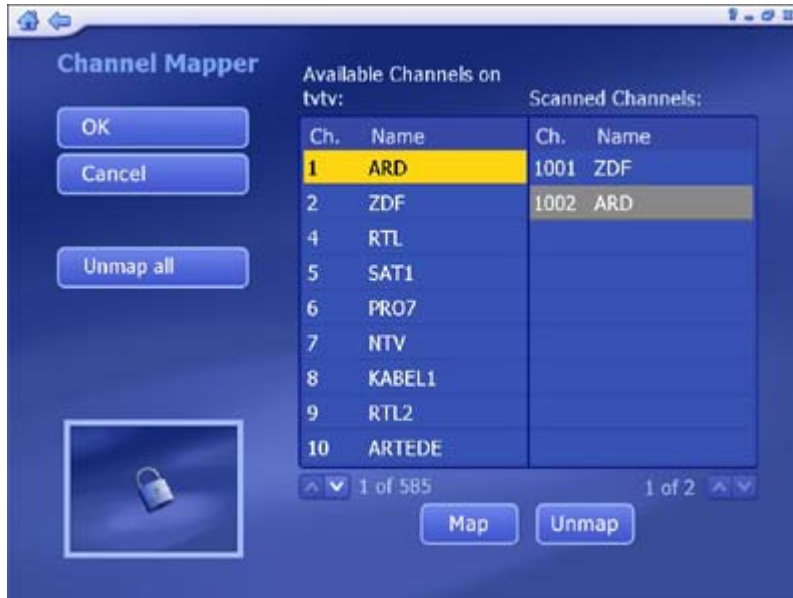 Channel Mapper
OK
Cancel
Unmap all
Available Channels on
tvtv:
Ch. Name
1 ARD
2 ZDF
4 RTL
5 SAT1
6 PRO7
7 NTV
8 KABEL1
9 RTL2
10 ARTEDE
1 of 585
Scanned Channels:
Ch. Name
1001 ZDF
1002 ARD
1 of 2
Map
Unmap